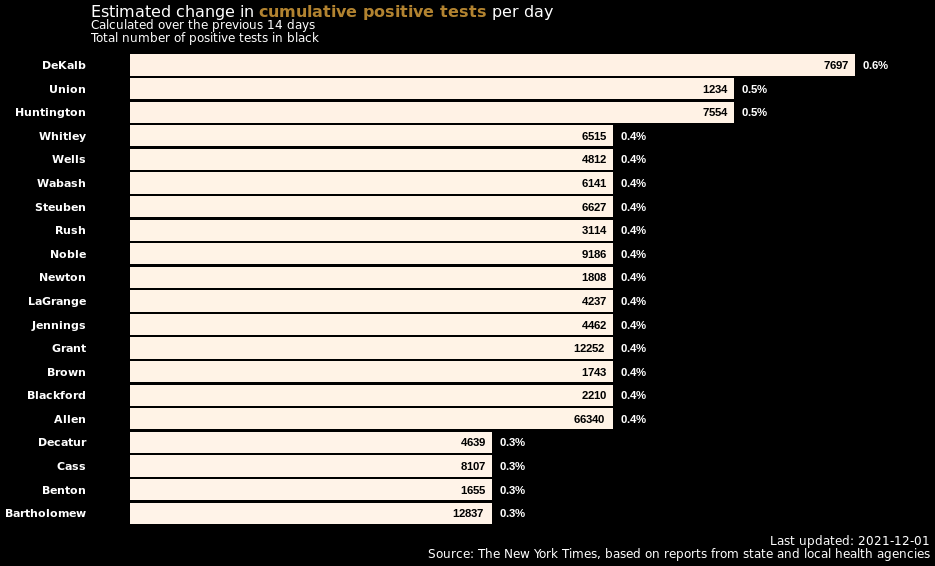 Estimated change in cumulative positive tests per day
Calculated over the previous 14 days
Total number of positive tests in black
DeKalb 7697 0.6%
Union 1234 0.5%
Huntington 7554 0.5%
Whitley 6515 0.4%
Wells 4812 0.4%
Wabash 6141 0.4%
Steuben 6627 0.4%
Rush 3114 0.4%
Noble 9186 0.4%
Newton 1808 0.4%
LaGrange 4237 0.4%
Jennings 4462 0.4%
Grant 12252 0.4%
Brown 1743 0.4%
Blackford 2210 0.4%
Allen 66340 0.4%
Decatur 4639 0.3%
Cass 8107 0.3%
Benton 1655 0.3%
Bartholomew 12837 0.3%
Last updated: 2021-12-01
Source: The New York Times, based on reports from state and local health agencies